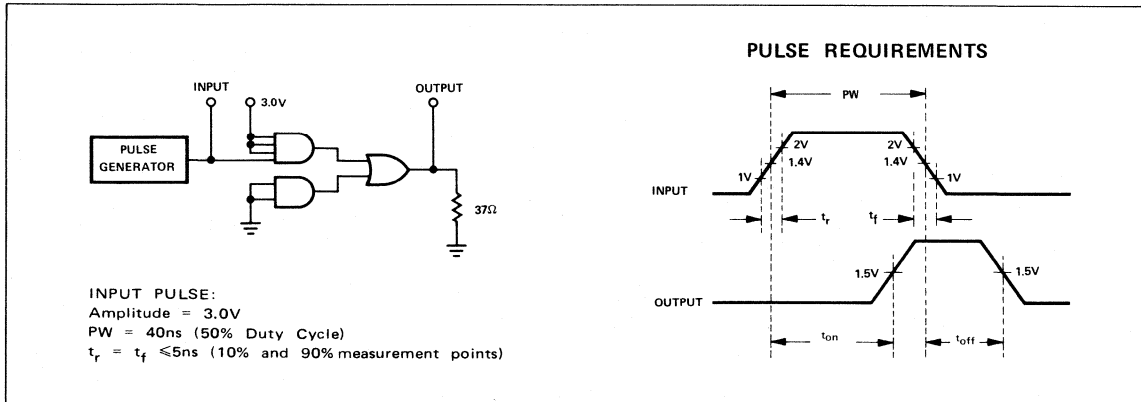 PULSE REQUIREMENTS
INPUT
OUTPUT
3.0V
PULSE
GENERATOR
37Ω
INPUT PULSE:
Amplitude = 3.0V
PW = 40ns (50% Duty Cycle)
tr = tf ≤5ns (10% and 90% measurement points)
PW
2V
1.4V
1V
2V
1.4V
1V
INPUT
tr
tf
1.5V
1.5V
OUTPUT
ton
toff